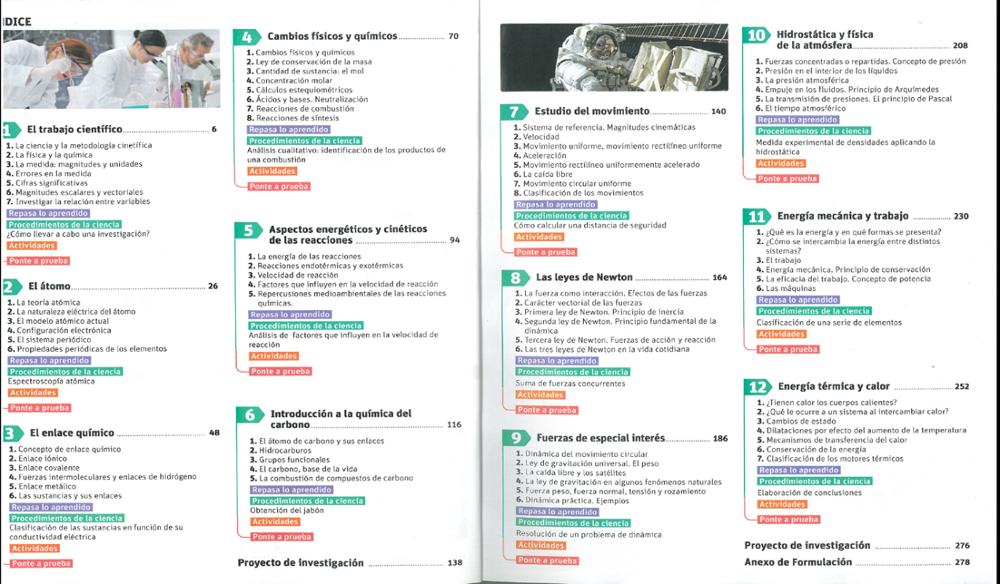 DICE
1 El trabajo científico 6
1. La ciencia y la metodología cinetífica
2. La física y la química
3. La medida: magnitudes y unidades
4. Errores en la medida
5. Cifras significativas
6. Magnitudes escalares y vectoriales
7. Investigar la relación entre variables
Repasa lo aprendido
Procedimientos de la ciencia
¿Cómo llevar a cabo una investigación?
Actividades
Ponte a prueba
2 El átomo 26
1. La teoría atómica
2. La naturaleza eléctrica del átomo
3. El modelo atómico actual
4. Configuración electrónica
5. El sistema periódico
6. Propiedades periódicas de los elementos
Repasa lo aprendido
Procedimientos de la ciencia
Espectroscopía atómica
Actividades
Ponte a prueba
3 El enlace químico 48
1. Concepto de enlace químico
2. Enlace iónico
3. Enlace covalente
4. Fuerzas intermoleculares y enlaces de hidrógeno
5. Enlace metálico
6. Las sustancias y sus enlaces
Repasa lo aprendido
Procedimientos de la ciencia
Clasificación de las sustancias en función de su
conductividad eléctrica
Actividades
Ponte a prueba
4 Cambios físicos y químicos 70
1. Cambios físicos y químicos
2. Ley de conservación de la masa
3. Cantidad de sustancia: el mol
4. Concentración molar
5. Cálculos estequiométricos
6. Ácidos y bases. Neutralización
7. Reacciones de combustión
8. Reacciones de síntesis
Repasa lo aprendido
Procedimientos de la ciencia
Análisis cualitativo: identificación de los productos de
una combustión
Actividades
Ponte a prueba
5 Aspectos energéticos y cinéticos
de las reacciones 94
1. La energía de las reacciones
2. Reacciones endotérmicas y exotérmicas
3. Velocidad de reacción
4. Factores que influyen en la velocidad de reacción
5. Repercusiones medioambientales de las reacciones
químicas.
Repasa lo aprendido
Procedimientos de la ciencia
Análisis de factores que influyen en la velocidad de
reacción
Actividades
Ponte a prueba
6 Introducción a la química del
carbono 116
1. El átomo de carbono y sus enlaces
2. Hidrocarburos
3. Grupos funcionales
4. El carbono, base de la vida
5. La combustión de compuestos de carbono
Repasa lo aprendido
Procedimientos de la ciencia
Obtención del jabón
Actividades
Ponte a prueba
Proyecto de investigación 138
7 Estudio del movimiento 140
1. Sistema de referencia. Magnitudes cinemáticas
2. Velocidad
3. Movimiento uniforme, movimiento rectilíneo uniforme
4. Aceleración
5. Movimiento rectilíneo uniformemente acelerado
6. La caída libre
7. Movimiento circular uniforme
8. Clasificación de los movimientos
Repasa lo aprendido
Procedimientos de la ciencia
Cómo calcular una distancia de seguridad
Actividades
Ponte a prueba
8 Las leyes de Newton 164
1. La fuerza como interacción. Efectos de las fuerzas
2. Carácter vectorial de las fuerzas
3. Primera ley de Newton. Principio de Inercia
4. Segunda ley de Newton. Principio fundamental de la
dinámica
5. Tercera ley de Newton. Fuerzas de acción y reacción
6. Las tres leyes de Newton en la vida cotidiana
Repasa lo aprendido
Procedimientos de la ciencia
Suma de fuerzas concurrentes
Actividades
Ponte a prueba
9 Fuerzas de especial interés 186
1. Dinámica del movimiento circular
2. Ley de gravitación universal. El peso
3. La caída libre y los satélites
4. La ley de gravitación en algunos fenómenos naturales
5. Fuerza peso, fuerza normal, tensión y rozamiento
6. Dinámica práctica. Ejemplos
Repasa lo aprendido
Procedimientos de la ciencia
Resolución de un problema de dinámica
Actividades
Ponte a prueba
10 Hidrostática y física
de la atmósfera 208
1. Fuerzas concentradas o repartidas. Concepto de presión
2. Presión en el interior de los líquidos
3. La presión atmosférica
4. Empuje en los fluidos. Principio de Arquímedes
5. La transmisión de presiones. El principio de Pascal
6. El tiempo atmosférico
Repasa lo aprendido
Procedimientos de la ciencia
Medida experimental de densidades aplicando la
hidrostática
Actividades
Ponte a prueba
11 Energía mecánica y trabajo 230
1. ¿Qué es la energía y en qué formas se presenta?
2. ¿Cómo se intercambia la energía entre distintos
sistemas?
3. El trabajo
4. Energía mecánica. Principio de conservación
5. La eficacia del trabajo. Concepto de potencia
6. Las máquinas
Repasa lo aprendido
Procedimientos de la ciencia
Clasificación de una serie de elementos
Actividades
Ponte a prueba
12 Energía térmica y calor 252
1. ¿Tienen calor los cuerpos calientes?
2. ¿Qué le ocurre a un sistema al intercambiar calor?
3. Cambios de estado
4. Dilataciones por efecto del aumento de la temperatura
5. Mecanismos de transferencia del calor
6. Conservación de la energía
7. Clasificación de los motores térmicos
Repasa lo aprendido
Procedimientos de la ciencia
Elaboración de conclusiones
Actividades
Ponte a prueba
Proyecto de investigación 276
Anexo de Formulación 278